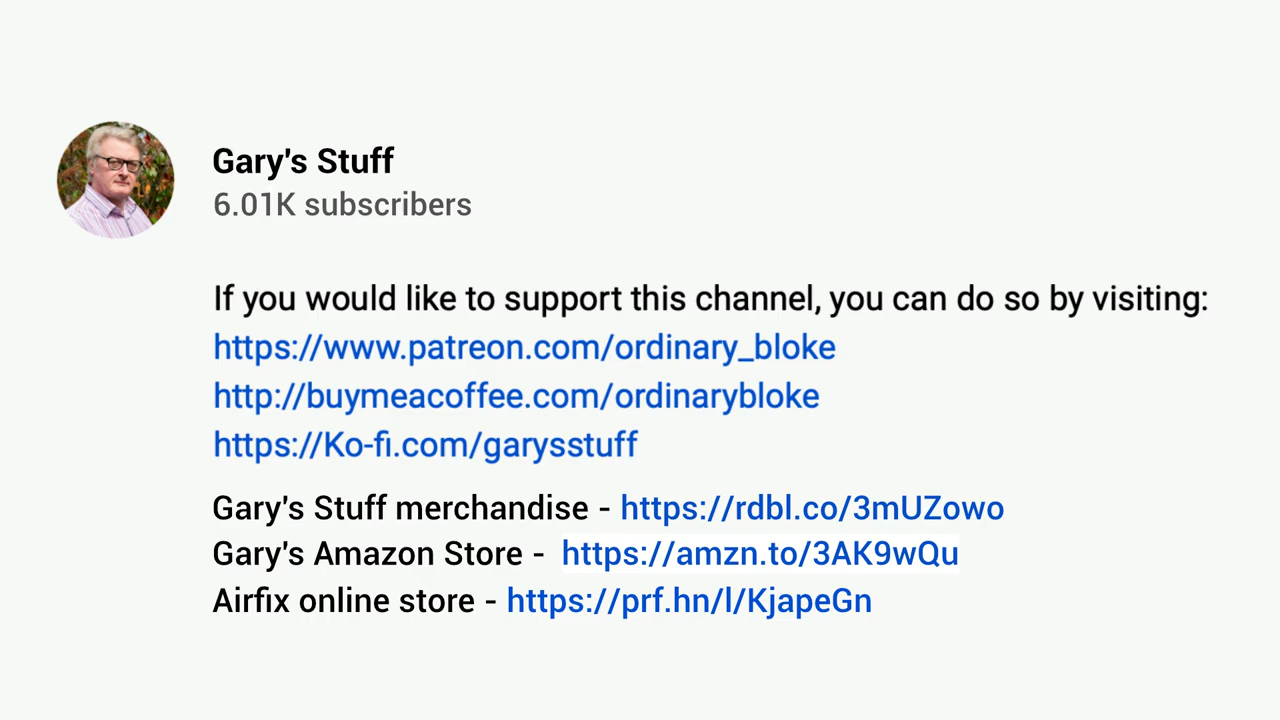 Gary's Stuff
6.01K subscribers
If you would like to support this channel, you can do so by visiting:
https://www.patreon.com/ordinary_bloke
http://buymeacoffee.com/ordinarybloke
https://Ko-fi.com/garysstuff
Gary's Stuff merchandise - https://rdbl.co/3mUZowo
Gary's Amazon Store - https://amzn.to/3AK9wQu
Airfix online store - https://prf.hn/l/KjapeGn